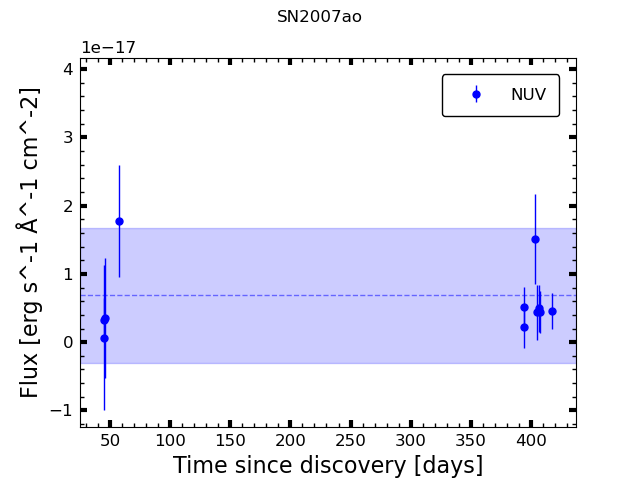 SN2007ao
1e−17
NUV
4
3
2
1
0
−1
Flux [erg s^-1 Å^-1 cm^-2]
50 100 150 200 250 300 350 400
Time since discovery [days]